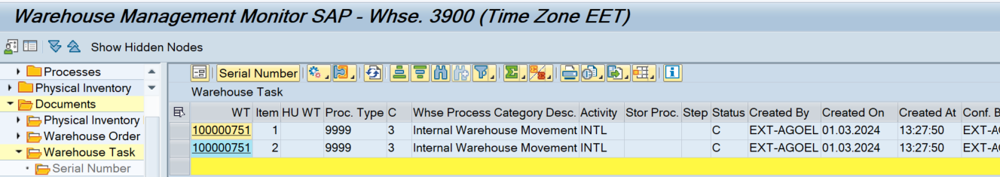 Warehouse Management Monitor SAP - Whse. 3900 (Time Zone EET)
Show Hidden Nodes
Processes
Physical Inventory
Documents
Physical Inventory
Warehouse Order
Warehouse Task
Serial Number
Serial Number
Warehouse Task
WT Item HU WT Proc. Type C Whse Process Category Desc. Activity Stor Proc. Step Status Created By Created On Created At Conf. B
100000751 1 9999 3 Internal Warehouse Movement INTL C EXT-AGOEL 01.03.2024 13:27:50 EXT-A
100000751 2 9999 3 Internal Warehouse Movement INTL C EXT-AGOEL 01.03.2024 13:27:50 EXT-A